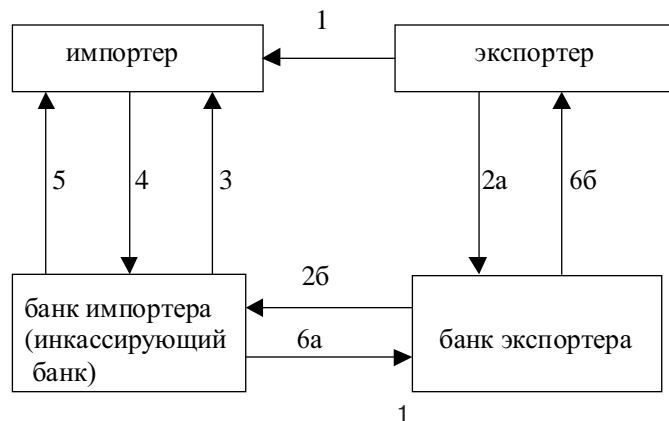 1
импортер
экспортер
5
4
3
2а
6б
2б
банк импортера
(инкассирующий
банк)
6а
банк экспортера
1